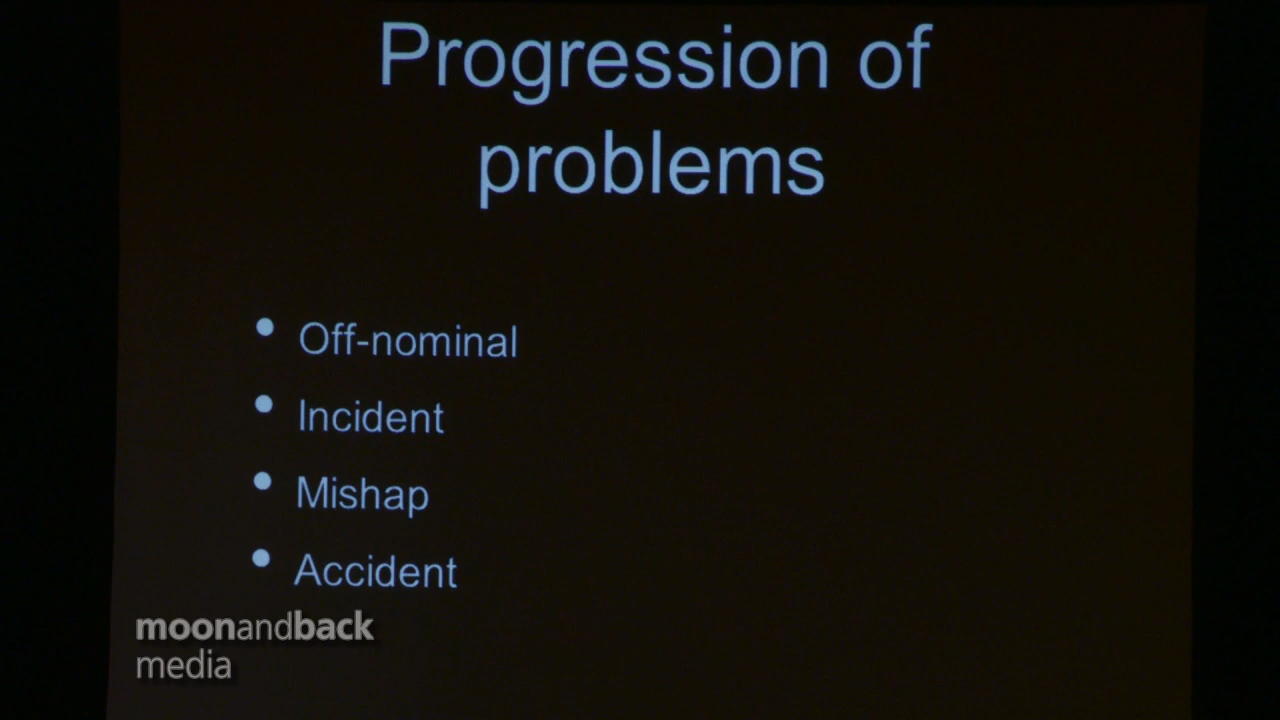 Progression of
problems
• Off-nominal
• Incident
• Mishap
• Accident
moonandback
media